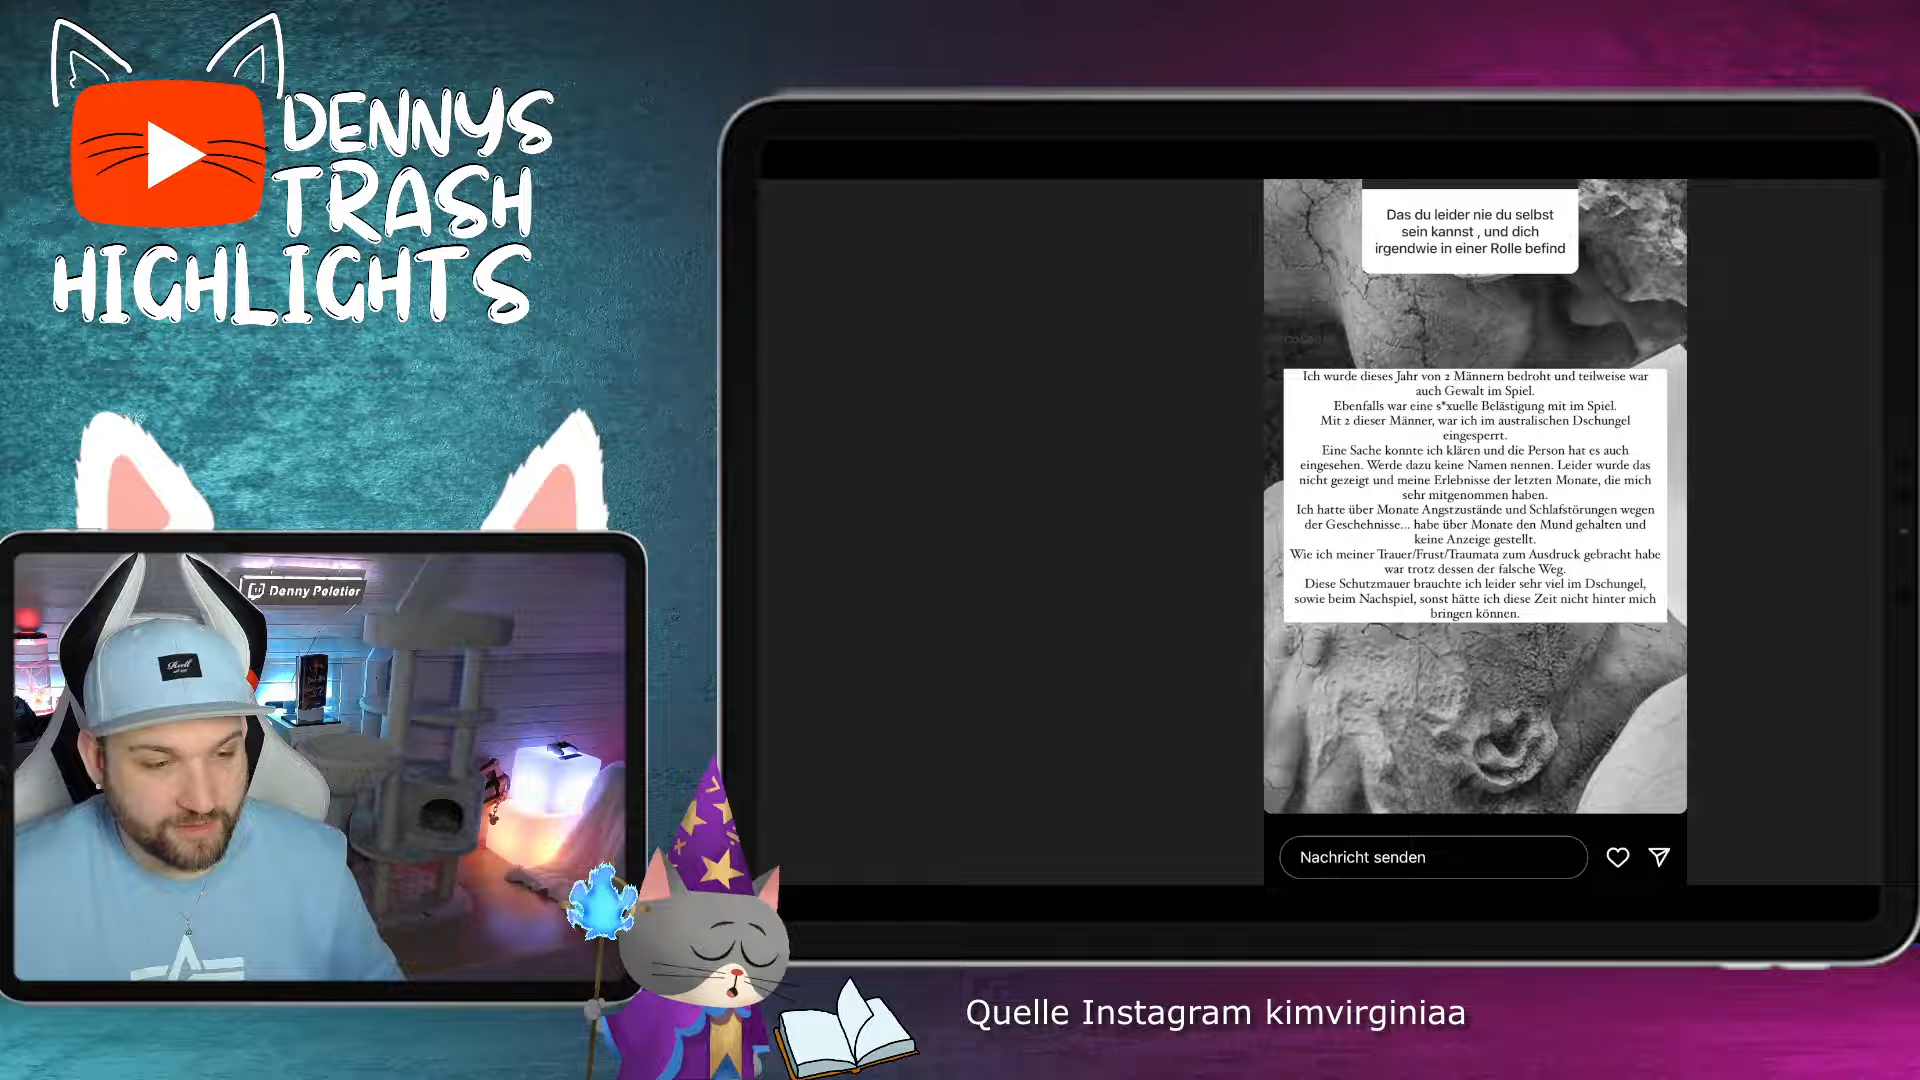 DENNYS
TRASH
HIGHLIGHTS
Das du leider nie du selbst
sein kannst , und dich
irgendwie in einer Rolle befind
Ich wurde dieses Jahr von 2 Männern bedroht und teilweise war
auch Gewalt im Spiel.
Ebenfalls war eine s*xuelle Belästigung mit im Spiel.
Mit 2 dieser Männer, war ich im australischen Dschungel
eingesperrt.
Eine Sache konnte ich klären und die Person hat es auch
eingesehen. Werde dazu keine Namen nennen. Leider wurde das
nicht gezeigt und meine Erlebnisse der letzten Monate, die mich
sehr mitgenommen haben.
Ich hatte über Monate Angstzustände und Schlafstörungen wegen
der Geschehnisse... habe über Monate den Mund gehalten und
keine Anzeige gestellt.
Wie ich meiner Trauer/Frust/Traumata zum Ausdruck gebracht habe
war trotz dessen der falsche Weg.
Diese Schutzmauer brauchte ich leider sehr viel im Dschungel,
sowie beim Nachspiel, sonst hätte ich diese Zeit nicht hinter mich
bringen können.
Denny Peletier
Nachricht senden
Quelle Instagram kimvirginiaa